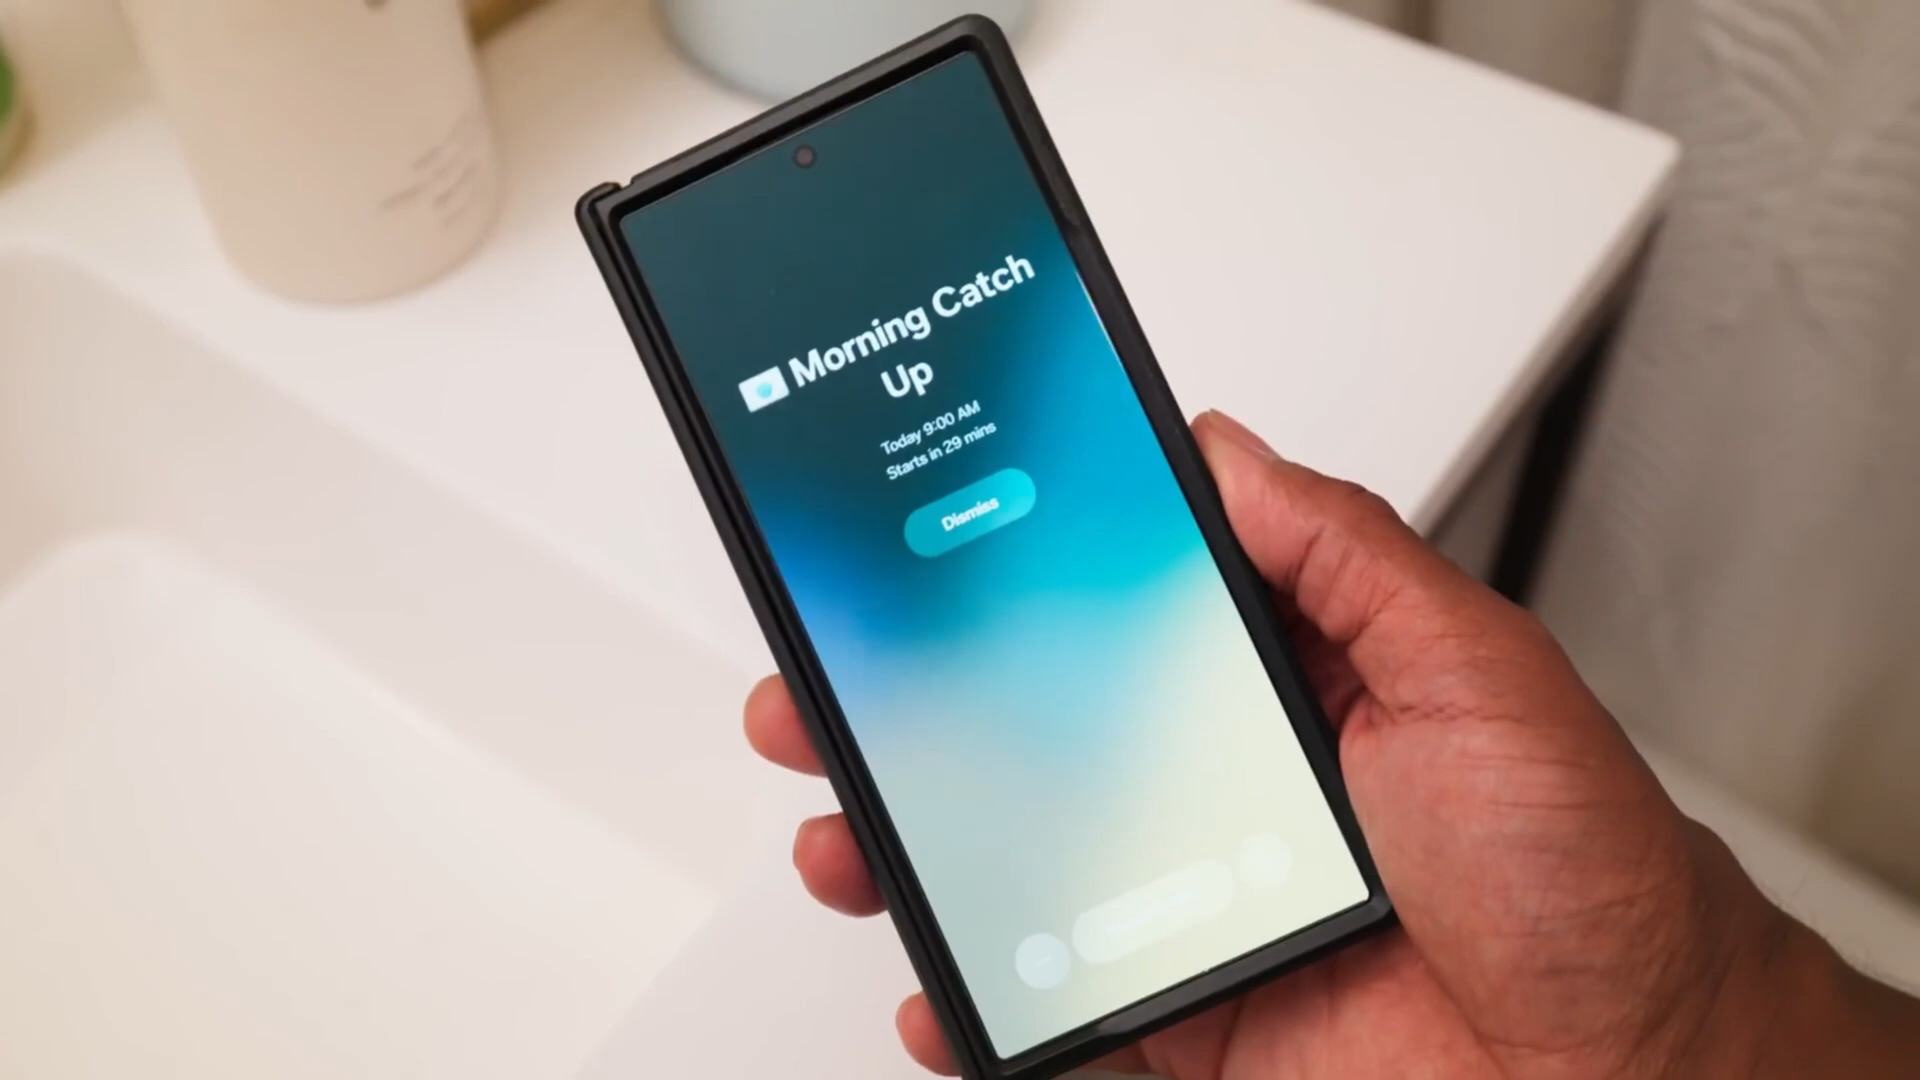 Morning Catch
Up
Today 9:00 AM
Starts in 29 mins
Dismiss